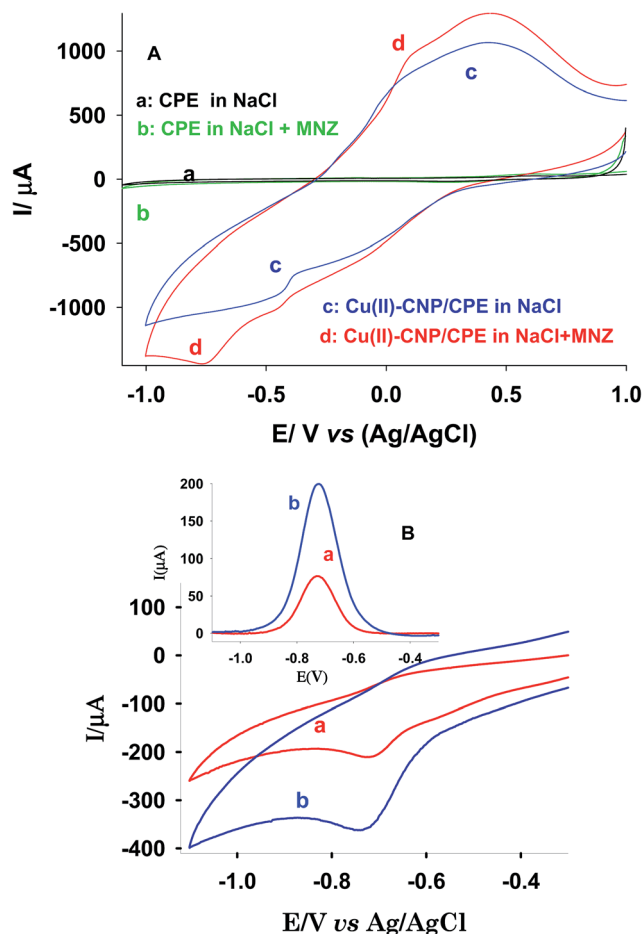 A
a: CPE in NaCl
b: CPE in NaCl + MNZ
d
c
a
b
c
d
c: Cu(II)-CNP/CPE in NaCl
d: Cu(II)-CNP/CPE in NaCl+MNZ
I/ μA
1000
500
0
-500
-1000
-1.0
-0.5
0.0
0.5
1.0
E/ V vs (Ag/AgCl)
B
b
a
I(μA)
200
150
100
50
0
-1.0
-0.8
-0.6
-0.4
E(V)
I/μA
100
0
-100
-200
-300
-400
a
b
-1.0
-0.8
-0.6
-0.4
E/V vs Ag/AgCl